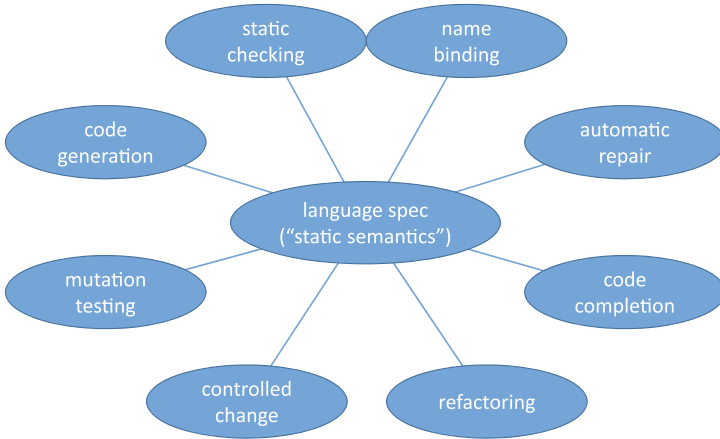 static
checking
name
binding
code
generation
automatic
repair
language spec
(“static semantics”)
mutation
testing
code
completion
controlled
change
refactoring